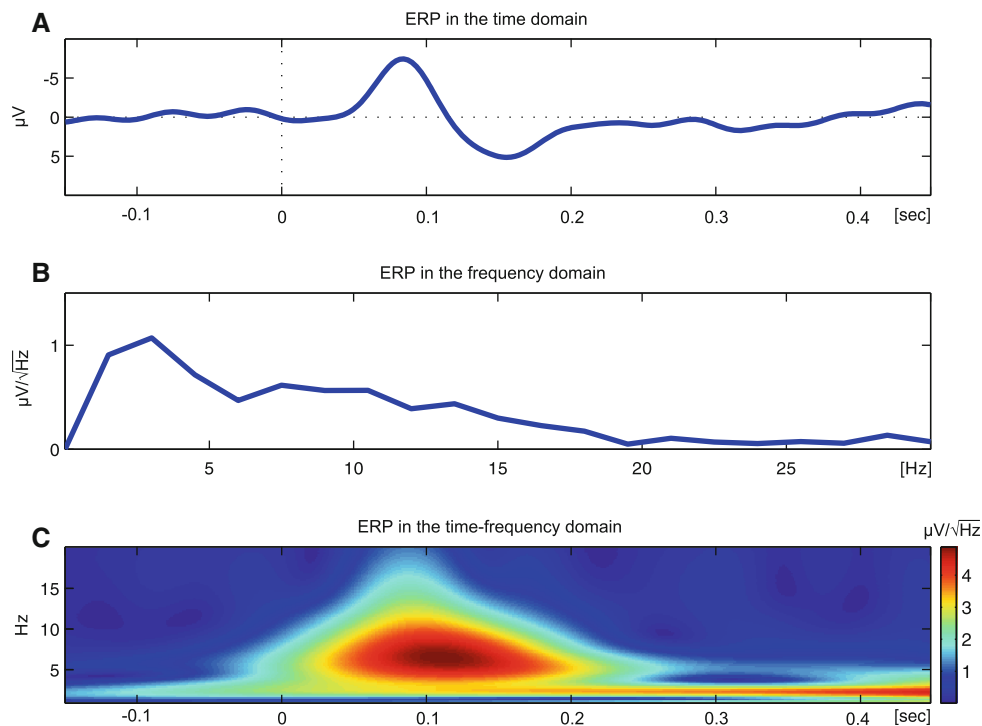 A
ERP in the time domain
µV
-5
0
5
-0.1
0
0.1
0.2
0.3
0.4
[sec]
B
ERP in the frequency domain
µV/√Hz
1
0
5
10
15
20
25
[Hz]
C
ERP in the time-frequency domain
µV/√Hz
Hz
15
10
5
-0.1
0
0.1
0.2
0.3
0.4
[sec]
4
3
2
1